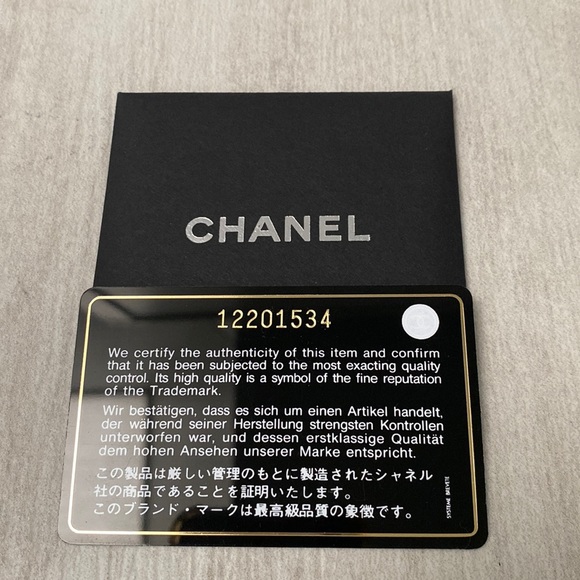 CHANEL
12201534
We certify the authenticity of this item and confirm
that it has been subjected to the most exacting quality
control. Its high quality is a symbol of the fine reputation
of the Trademark.
Wir bestätigen, dass es sich um einen Artikel handelt,
der während seiner Herstellung strengsten Kontrollen
unterworfen war, und dessen erstklassige Qualität
dem hohen Ansehen unserer Marke entspricht.
この製品は厳しい管理のもとに製造されたシャネル
社の商品であることを証明いたします。
このブランド・マークは最高級品質の象徴です。
SYSTEME BREVETE